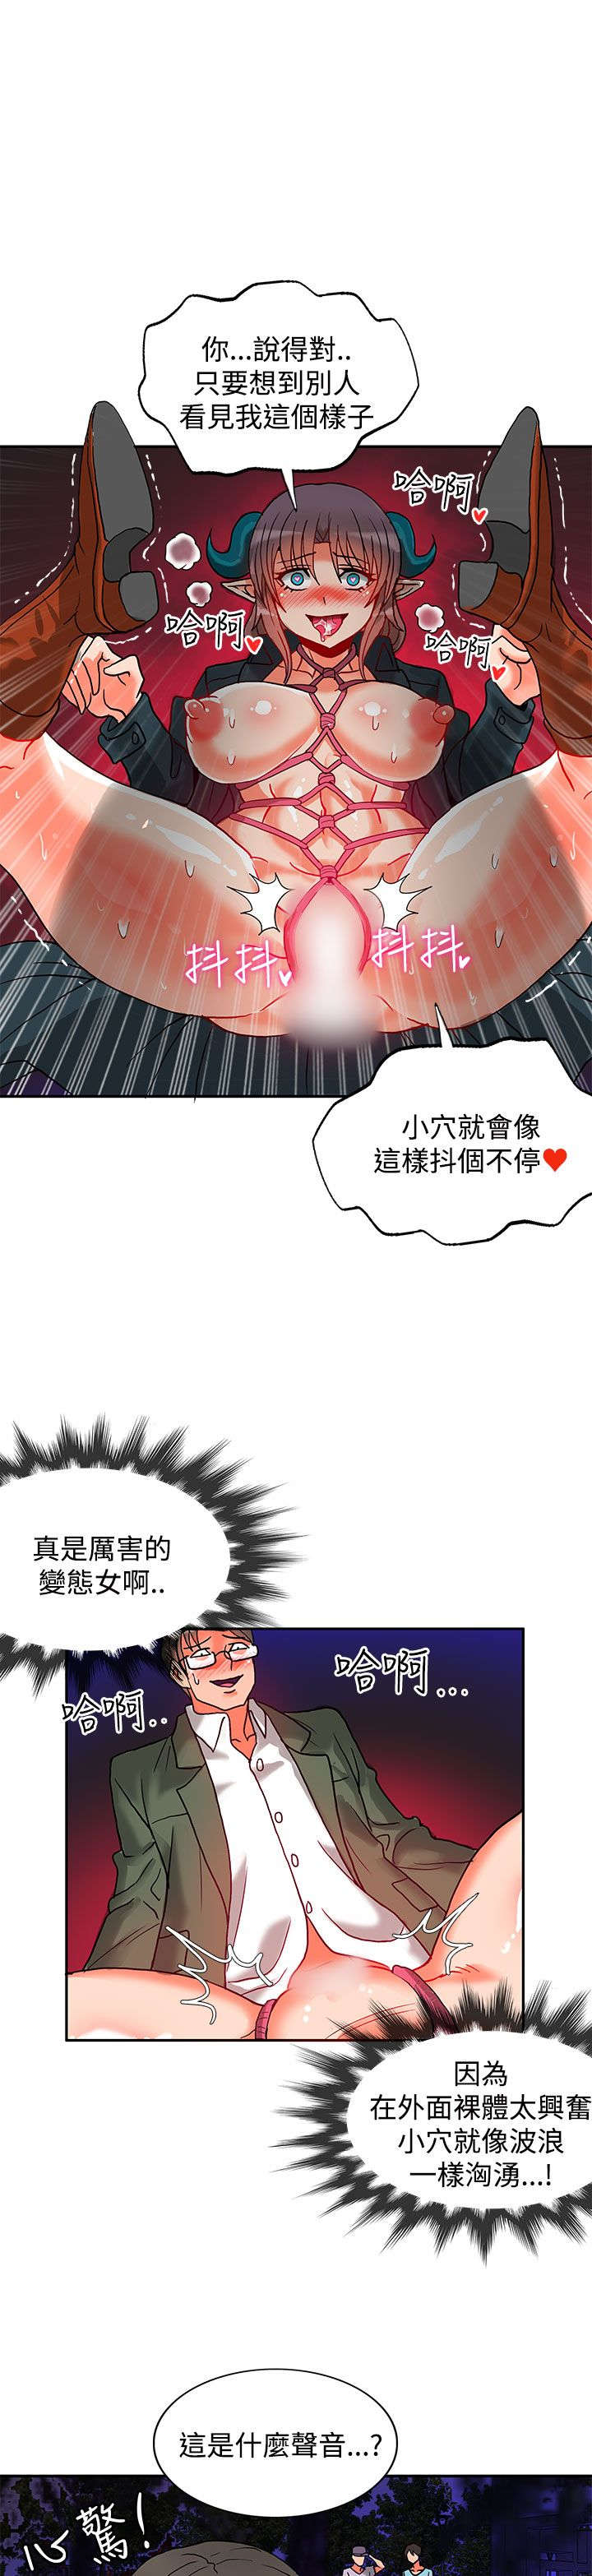 你...說得對..
只要想到別人
看見我這個樣子
哈啊
哈啊
哈啊
抖抖
抖抖
小穴就會像
這樣抖個不停♥
真是厲害的
變態女啊..
哈啊...
哈啊..
因為
在外面裸體太興奮
小穴就像波浪
一樣洶湧...!
這是什麼聲音...?
心驚!